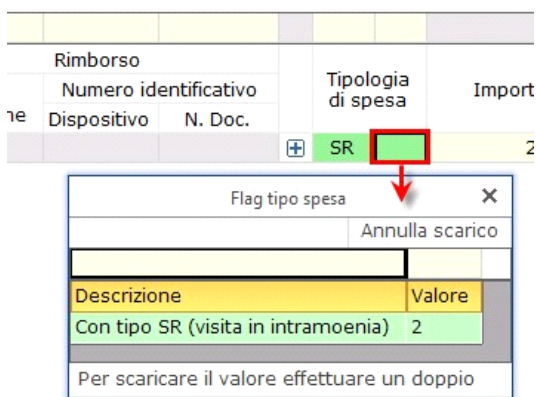 Rimborso
Numero identificativo
Tipologia
di spesa
Import
ne
Dispositivo
N. Doc.
SR
2
Flag tipo spesa
Annulla scarico
Descrizione
Valore
Con tipo SR (visita in intramoenia)
2
Per scaricare il valore effettuare un doppio